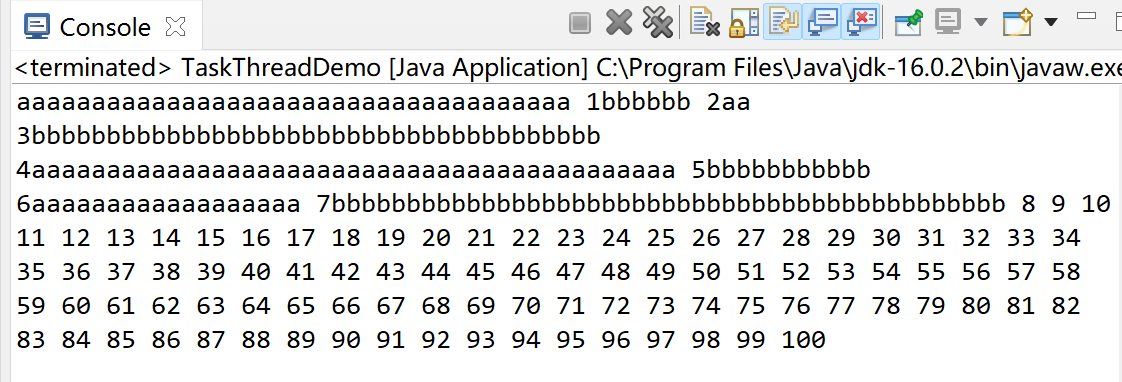 Console
<terminated> TaskThreadDemo [Java Application] C:\Program Files\Java\jdk-16.0.2\bin\javaw.exe
aaaaaaaaaaaaaaaaaaaaaaaaaaaaaaaaaaaaa 1bbbbbb 2aa
3bbbbbbbbbbbbbbbbbbbbbbbbbbbbbbbbbbbbbb
4aaaaaaaaaaaaaaaaaaaaaaaaaaaaaaaaaaaaaaaaaaa 5bbbbbbbbbbb
6aaaaaaaaaaaaaaaaaa 7bbbbbbbbbbbbbbbbbbbbbbbbbbbbbbbbbbbbbbbbbbbbb 8 9 10
11 12 13 14 15 16 17 18 19 20 21 22 23 24 25 26 27 28 29 30 31 32 33 34
35 36 37 38 39 40 41 42 43 44 45 46 47 48 49 50 51 52 53 54 55 56 57 58
59 60 61 62 63 64 65 66 67 68 69 70 71 72 73 74 75 76 77 78 79 80 81 82
83 84 85 86 87 88 89 90 91 92 93 94 95 96 97 98 99 100